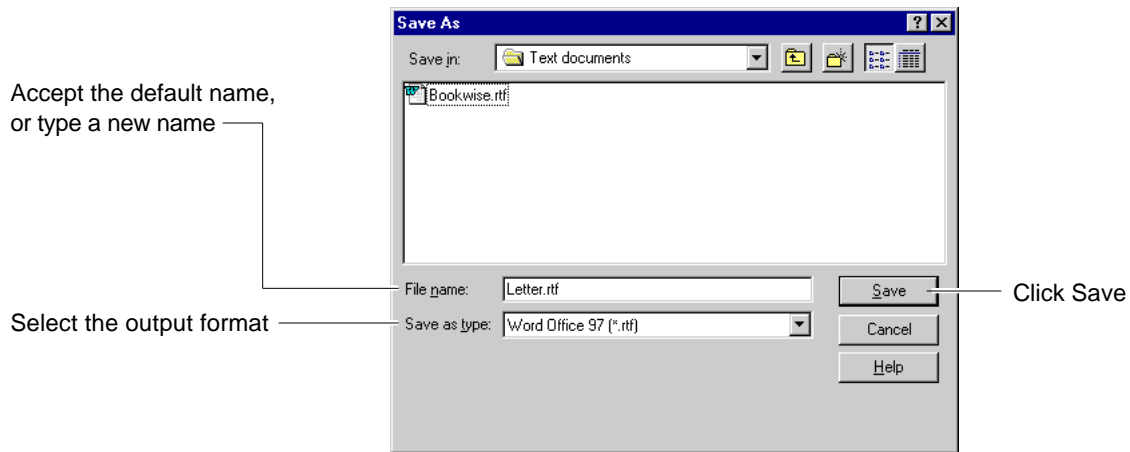 Save As
Save in: Text documents
Bookwise.rtf
Accept the default name,
or type a new name
File name: Letter.rtf Save
Click Save
Select the output format
Save as type: Word Office 97 (*.rtf) Cancel
Help